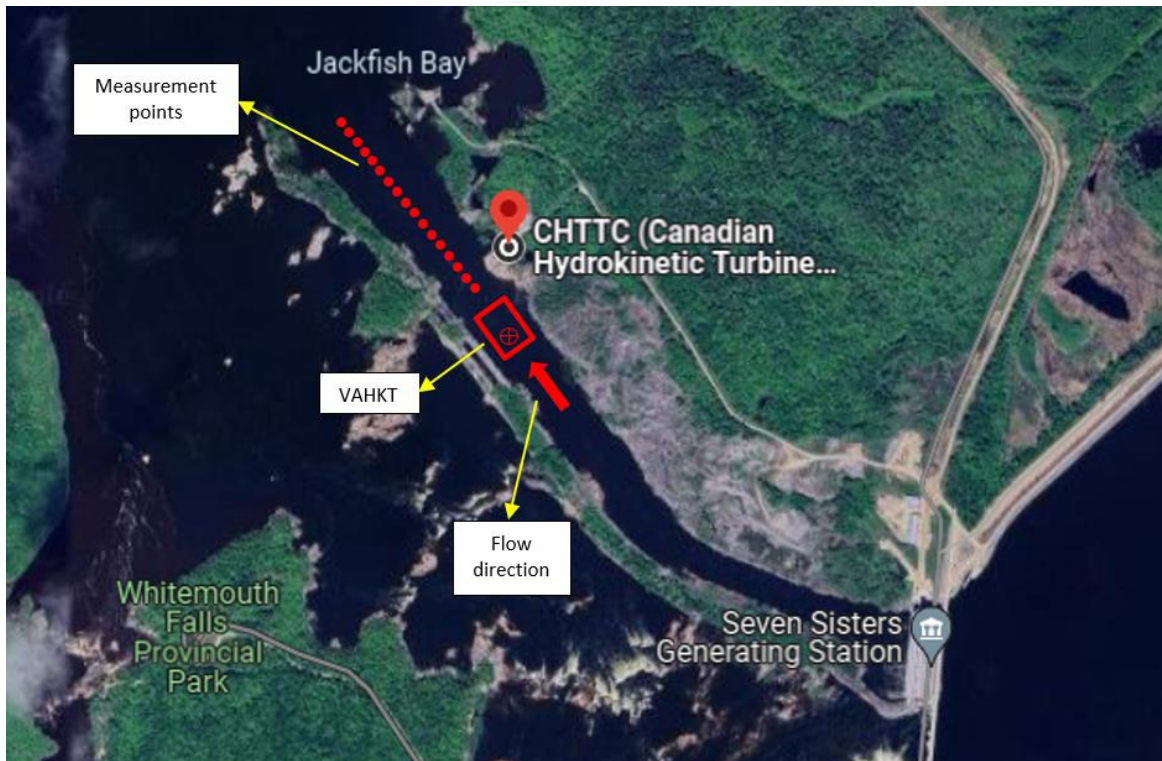 Jackfish Bay
Measurement
points
CHTTC (Canadian
Hydrokinetic Turbine...
VAHKT
Flow
direction
Whitemouth
Falls
Provincial
Park
Seven Sisters
Generating Station